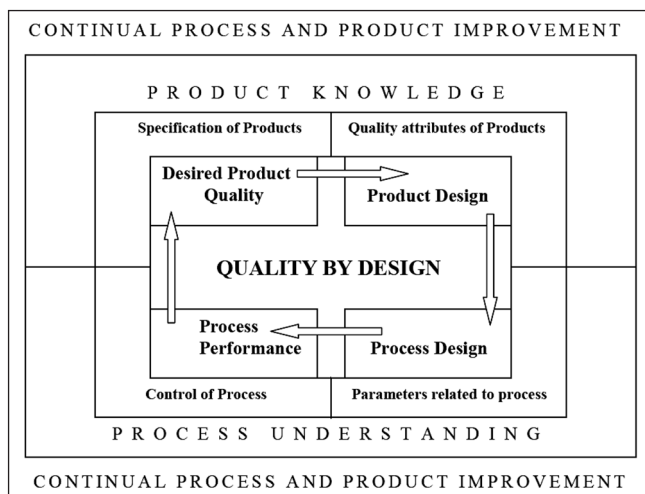 CONTINUAL PROCESS AND PRODUCT IMPROVEMENT
PRODUCT KNOWLEDGE
Specification of Products
Quality attributes of Products
Desired Product
Quality
Product Design
QUALITY BY DESIGN
Process
Performance
Process Design
Control of Process
Parameters related to process
PROCESS UNDERSTANDING
CONTINUAL PROCESS AND PRODUCT IMPROVEMENT